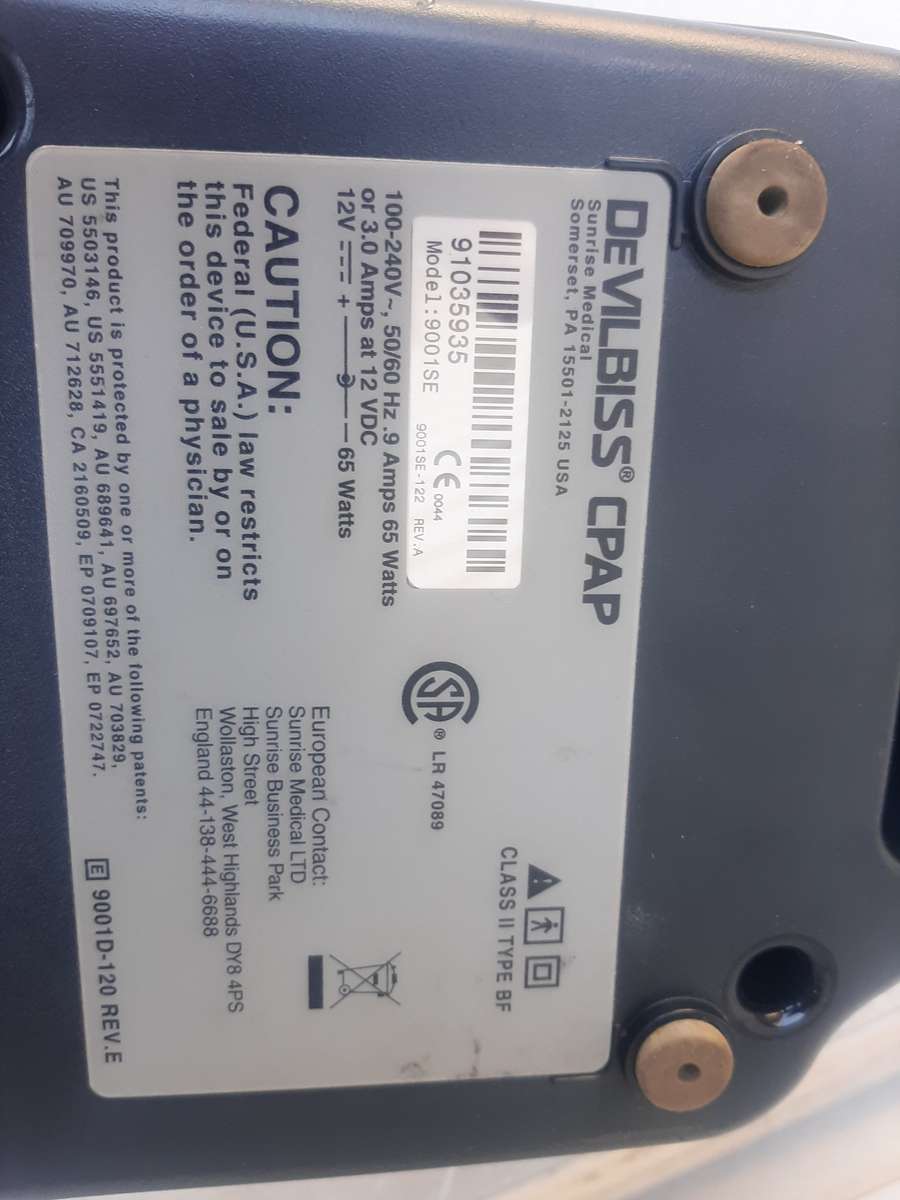 DEVILBISS® CPAP
Sunrise Medical
Somerset, PA 15501-2125 USA
91035935
Model:9001SE
CE 0044
9001SE-122 REV.A
100-240V~, 50/60 Hz .9 Amps 65 Watts
or 3.0 Amps at 12 VDC
12V + - 65 Watts
CAUTION:
Federal (U.S.A.) law restricts
this device to sale by or on
the order of a physician.
This product is protected by one or more of the following patents:
US 5503146, US 5551419, AU 689641, AU 697652, AU 703829,
AU 709970, AU 712628, CA 2160509, EP 0709107, EP 0722747.
SA® LR 47089
CLASS II TYPE BF
European Contact:
Sunrise Medical LTD
Sunrise Business Park
High Street
Wollaston, West Highlands DY8 4PS
England 44-138-444-6688
E 9001D-120 REV.E